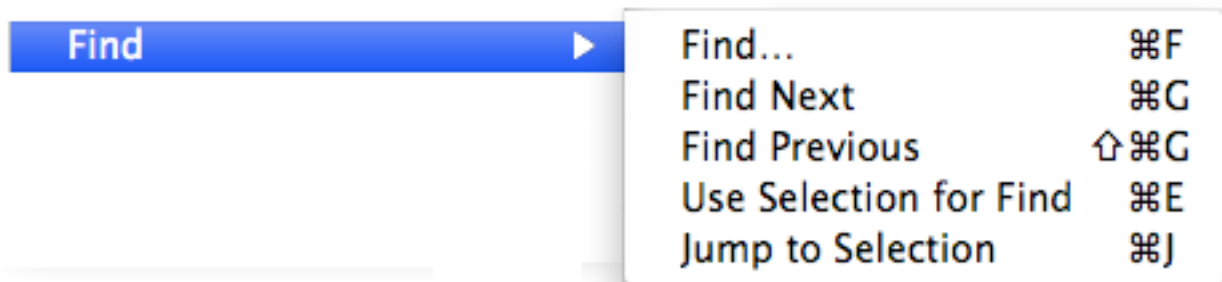 Find ▶
Find... ⌘F
Find Next ⌘G
Find Previous ⇧⌘G
Use Selection for Find ⌘E
Jump to Selection ⌘J